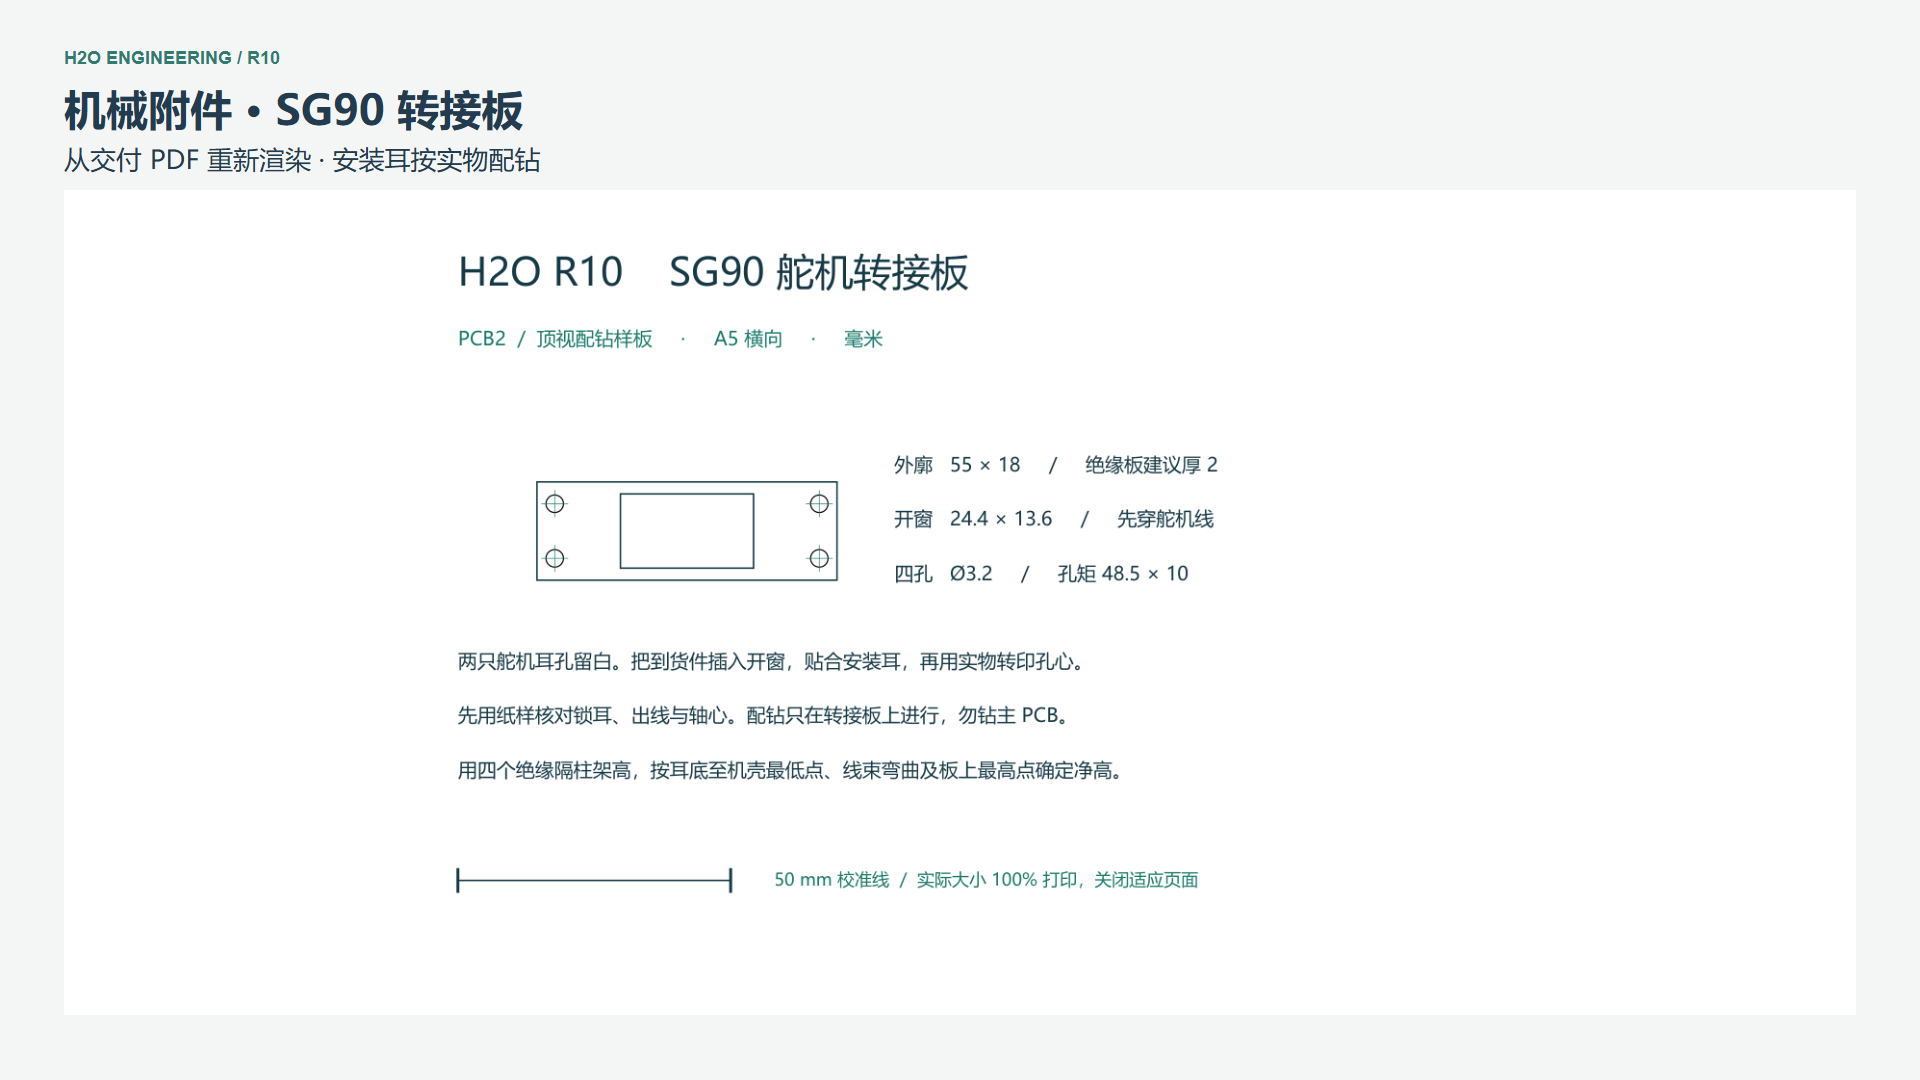 H2O ENGINEERING / R10
机械附件 • SG90 转接板
从交付 PDF 重新渲染 · 安装耳按实物配钻
H2O R10 SG90 舵机转接板
PCB2 / 顶视配钻样板 · A5 横向 · 毫米
外廓 55 × 18 / 绝缘板建议厚 2
开窗 24.4 × 13.6 / 先穿舵机线
四孔 Ø3.2 / 孔矩 48.5 × 10
两只舵机耳孔留白。把到货件插入开窗，贴合安装耳，再用实物转印孔心。
先用纸样核对锁耳、出线与轴心。配钻只在转接板上进行，勿钻主 PCB。
用四个绝缘隔柱架高，按耳底至机壳最低点、线束弯曲及板上最高点确定净高。
50 mm 校准线 / 实际大小 100% 打印，关闭适应页面